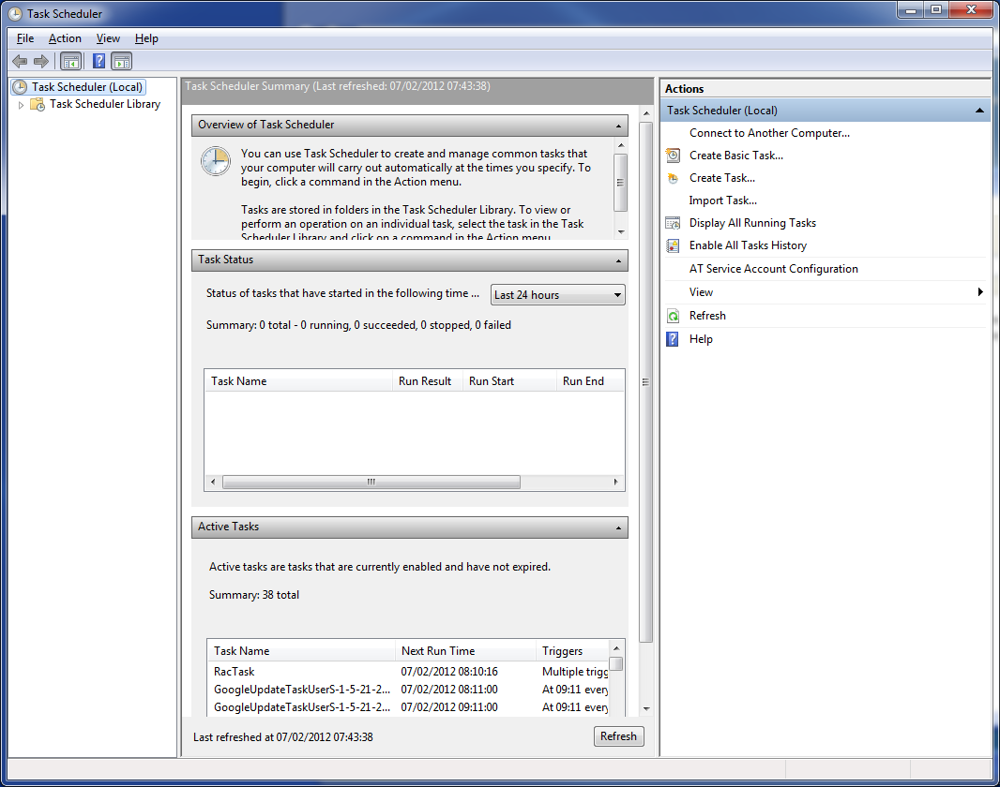 Task Scheduler
File Action View Help
Task Scheduler (Local)
Task Scheduler Library
Task Scheduler Summary (Last refreshed: 07/02/2012 07:43:38)
Overview of Task Scheduler
You can use Task Scheduler to create and manage common tasks that
your computer will carry out automatically at the times you specify. To
begin, click a command in the Action menu.
Tasks are stored in folders in the Task Scheduler Library. To view or
perform an operation on an individual task, select the task in the Task
Scheduler Library and click on a command in the Action menu
Task Status
Status of tasks that have started in the following time ... Last 24 hours
Summary: 0 total - 0 running, 0 succeeded, 0 stopped, 0 failed
Task Name Run Result Run Start Run End
Active Tasks
Active tasks are tasks that are currently enabled and have not expired.
Summary: 38 total
Task Name Next Run Time Triggers
RacTask 07/02/2012 08:10:16 Multiple trigg
GoogleUpdateTaskUserS-1-5-21-2... 07/02/2012 08:11:00 At 09:11 every
GoogleUpdateTaskUserS-1-5-21-2... 07/02/2012 09:11:00 At 09:11 every
Last refreshed at 07/02/2012 07:43:38 Refresh
Actions
Task Scheduler (Local)
Connect to Another Computer...
Create Basic Task...
Create Task...
Import Task...
Display All Running Tasks
Enable All Tasks History
AT Service Account Configuration
View
Refresh
Help